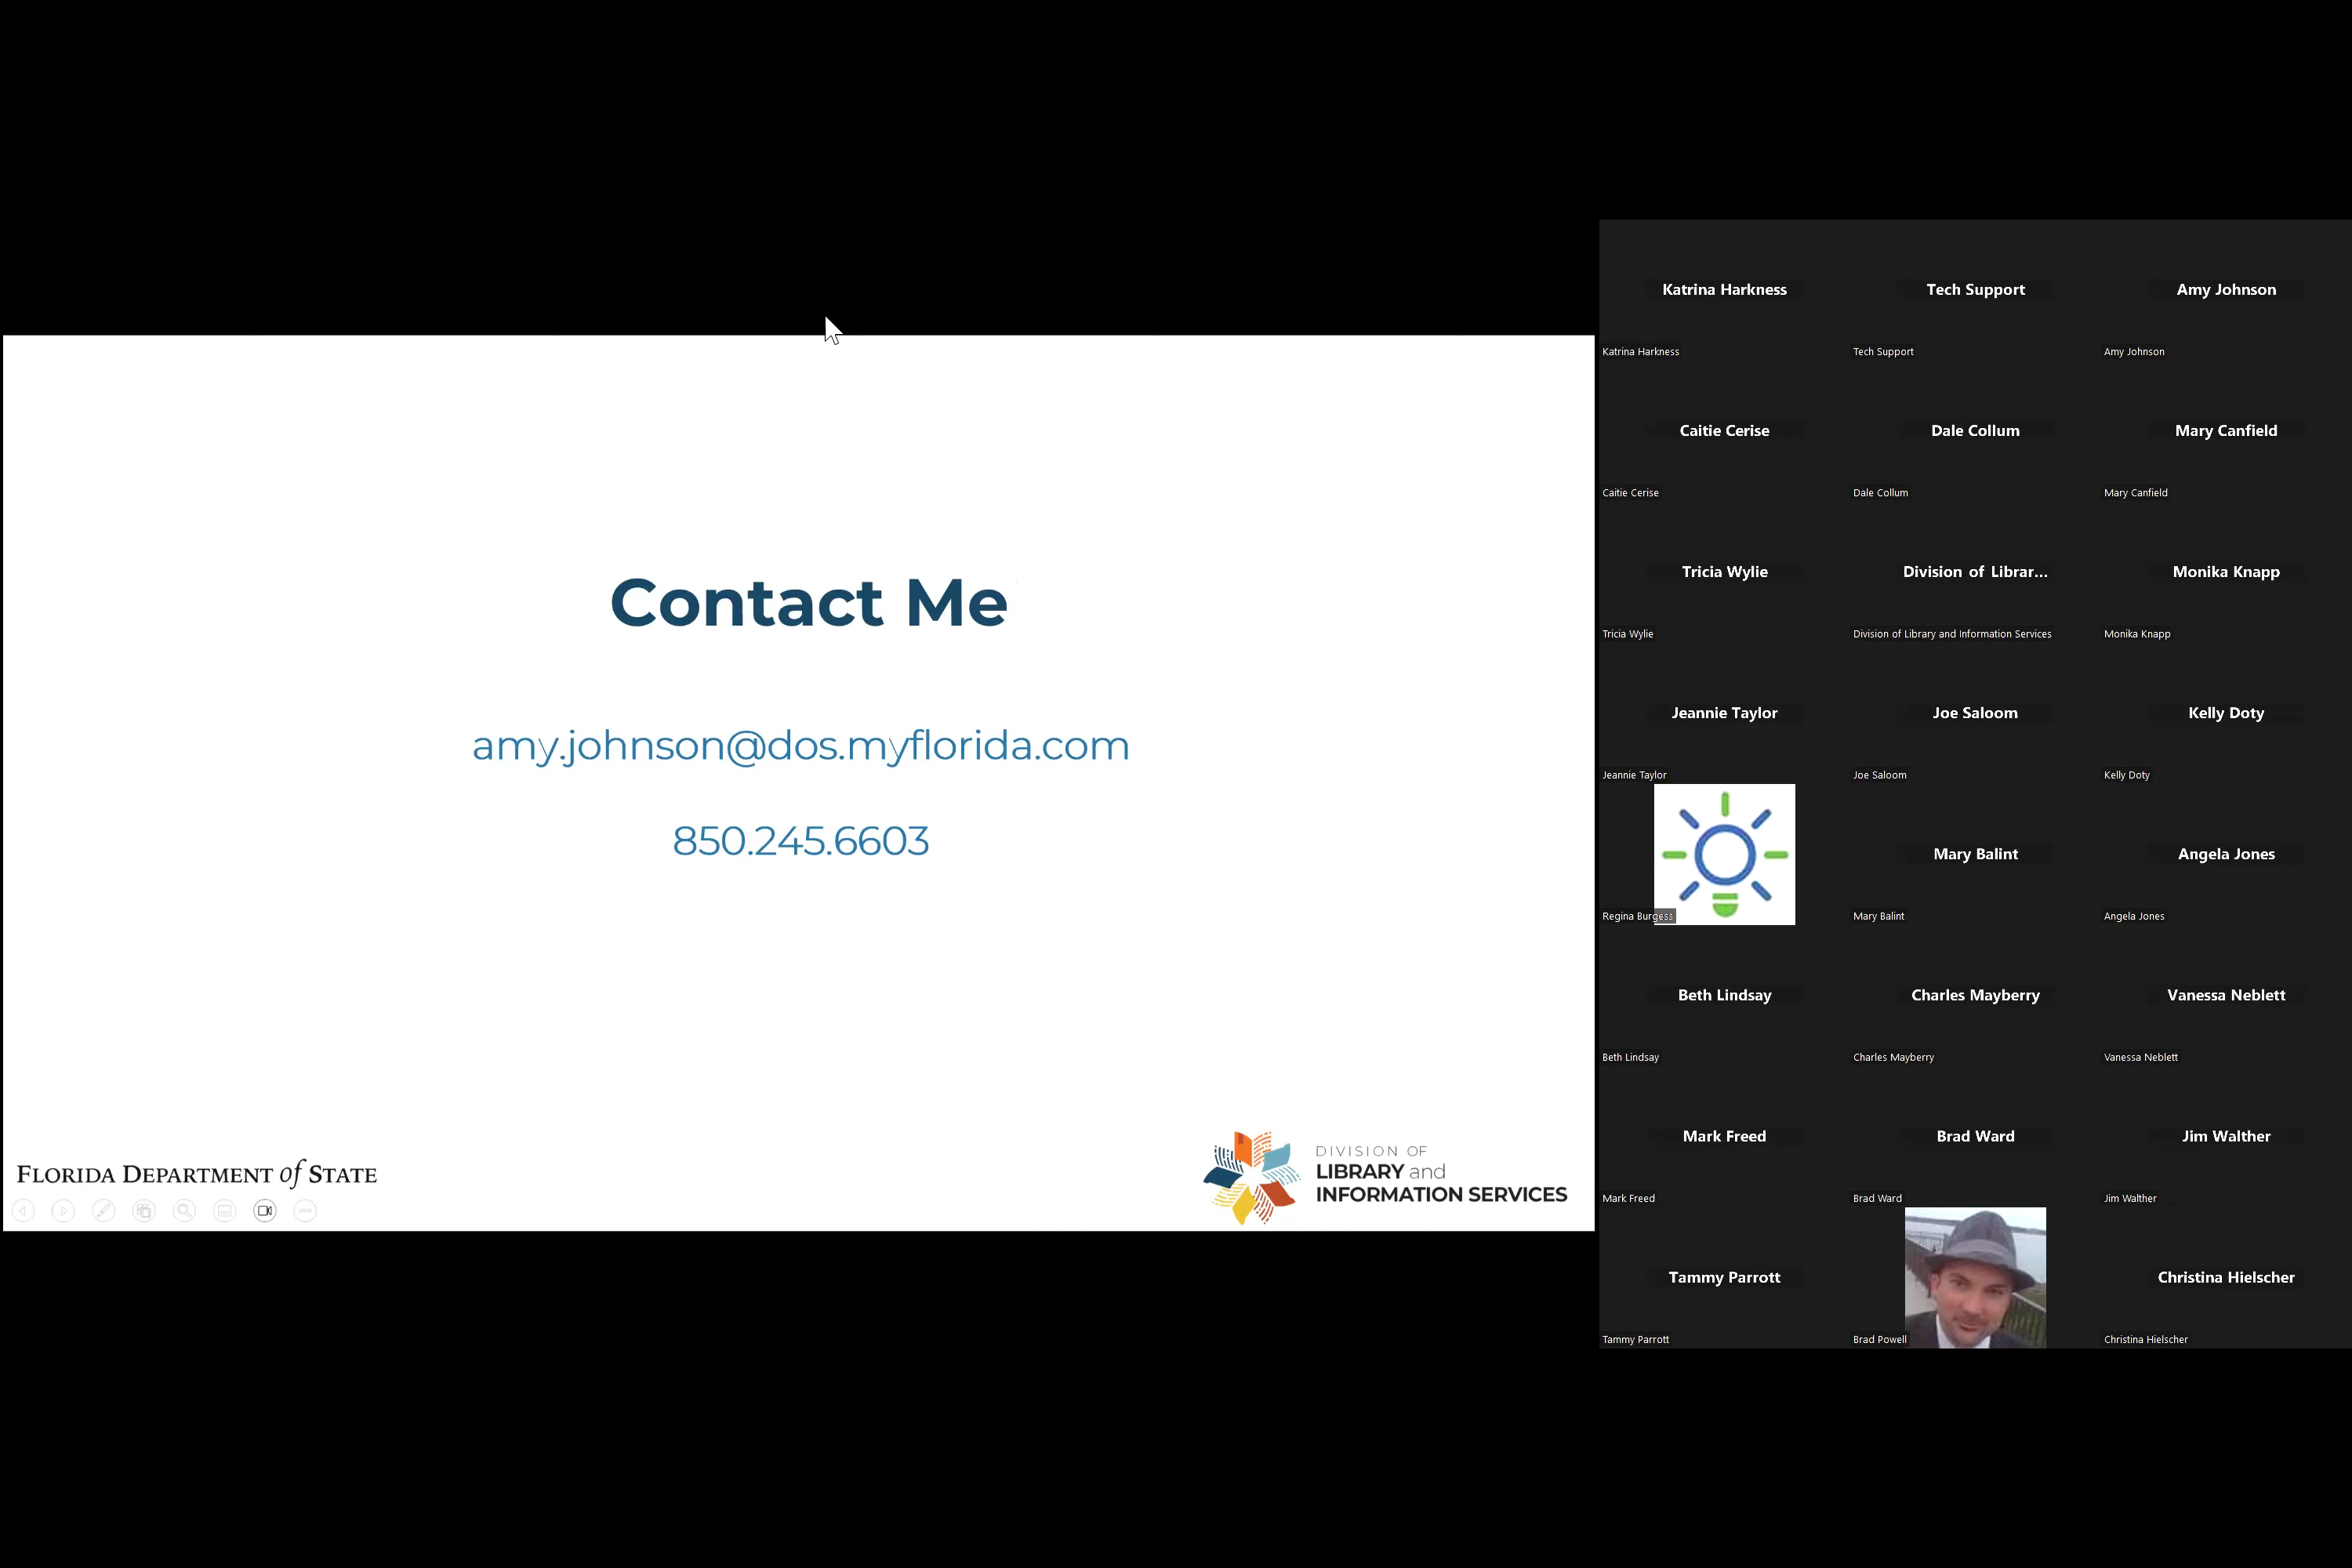 Contact Me
amy.johnson@dos.myflorida.com
850.245.6603
FLORIDA DEPARTMENT of STATE
DIVISION OF
LIBRARY and
INFORMATION SERVICES
Katrina Harkness
Katrina Harkness
Tech Support
Tech Support
Amy Johnson
Amy Johnson
Caitie Cerise
Caitie Cerise
Dale Collum
Dale Collum
Mary Canfield
Mary Canfield
Tricia Wylie
Tricia Wylie
Division of Librar...
Division of Library and Information Services
Monika Knapp
Monika Knapp
Jeannie Taylor
Jeannie Taylor
Joe Saloom
Joe Saloom
Kelly Doty
Kelly Doty
Regina Burgess
Mary Balint
Mary Balint
Angela Jones
Angela Jones
Beth Lindsay
Beth Lindsay
Charles Mayberry
Charles Mayberry
Vanessa Neblett
Vanessa Neblett
Mark Freed
Mark Freed
Brad Ward
Brad Ward
Jim Walther
Jim Walther
Tammy Parrott
Tammy Parrott
Brad Powell
Christina Hielscher
Christina Hielscher